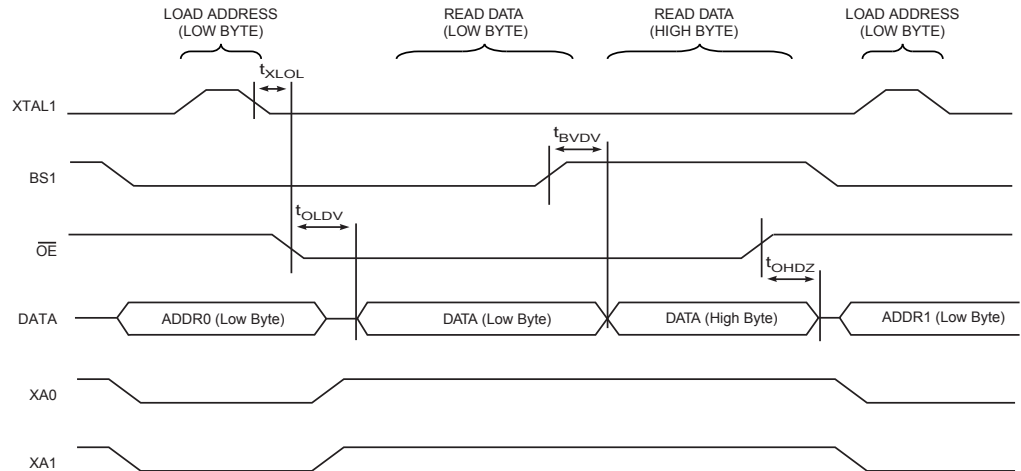 LOAD ADDRESS
(LOW BYTE)
READ DATA
(LOW BYTE)
READ DATA
(HIGH BYTE)
LOAD ADDRESS
(LOW BYTE)
tXLOL
XTAL1
tBVDV
BS1
tOLDV
OE
tOHDZ
DATA
ADDR0 (Low Byte)
DATA (Low Byte)
DATA (High Byte)
ADDR1 (Low Byte)
XA0
XA1